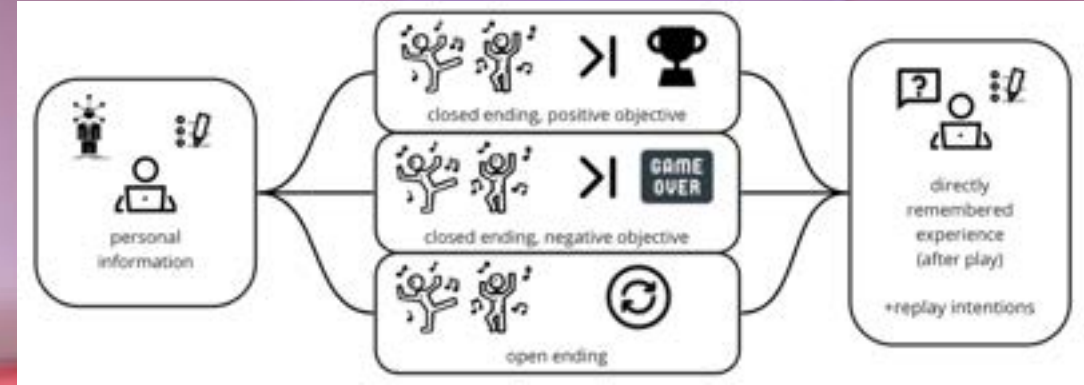 personal
information
closed ending, positive objective
GAME
OVER
closed ending, negative objective
open ending
?
directly
remembered
experience
(after play)
+replay intentions